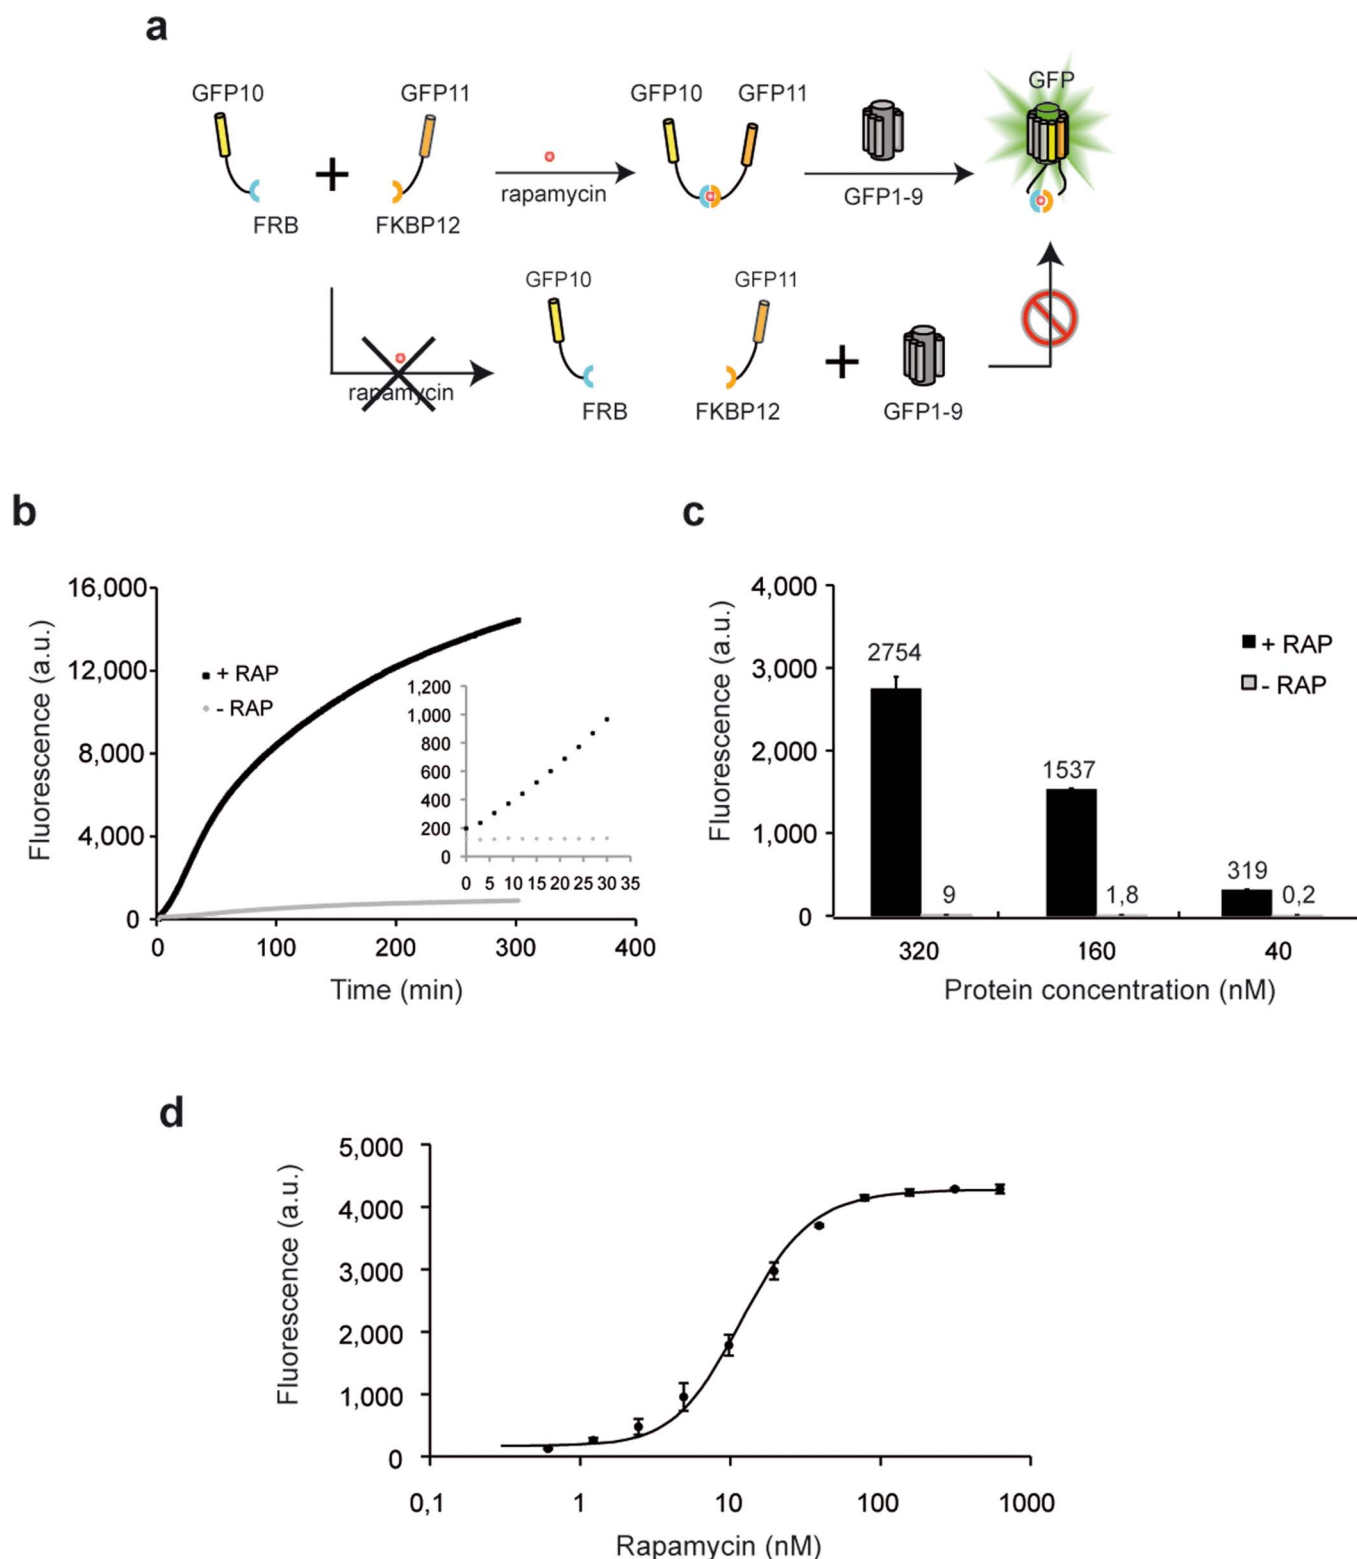 a
GFP10
GFP11
GFP10
GFP11
GFP
+
rapamycin
GFP1-9
FRB
FKBP12
GFP10
GFP11
rapamycin
+
FRB
FKBP12
GFP1-9
b
Fluorescence (a.u.)
16,000
12,000
8,000
4,000
0
+ RAP
- RAP
1,200
1,000
800
600
400
200
0
0 5 10 15 20 25 30 35
0 100 200 300 400
Time (min)
c
Fluorescence (a.u.)
4,000
3,000
2,000
1,000
0
+ RAP
- RAP
2754
9
1537
1,8
319
0,2
320 160 40
Protein concentration (nM)
d
Fluorescence (a.u.)
5,000
4,000
3,000
2,000
1,000
0
0,1 1 10 100 1000
Rapamycin (nM)